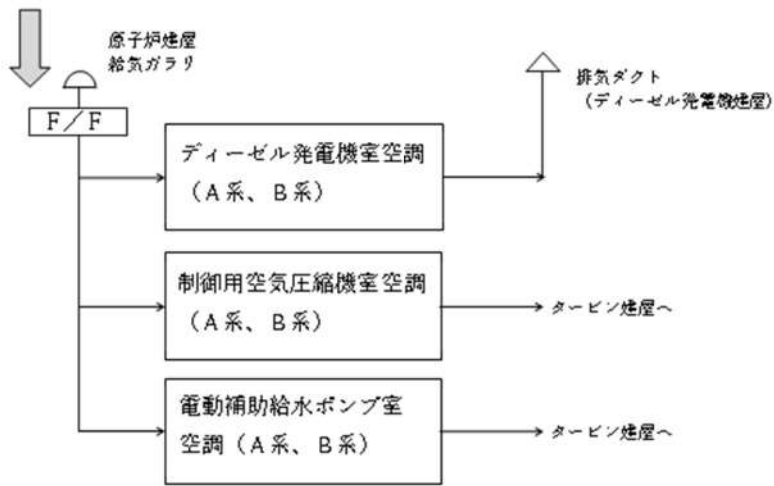 原子炉建屋
給気ガラリ
F/F
排気ダクト
(ディーゼル発電機建屋)
ディーゼル発電機室空調
(A系、B系)
制御用空気圧縮機室空調
(A系、B系)
タービン建屋へ
電動補助給水ポンプ室
空調(A系、B系)
タービン建屋へ